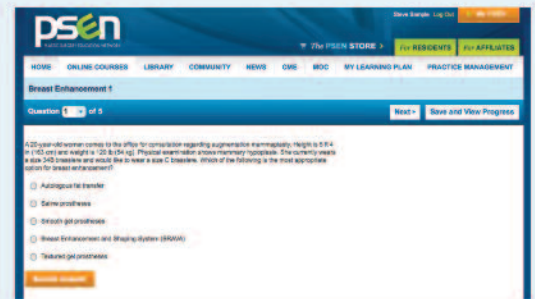 Steve Sample Log Out
psen
PLASTIC SURGERY EDUCATION NETWORK
The PSEN STORE >
For RESIDENTS
For AFFILIATES
HOME ONLINE COURSES LIBRARY COMMUNITY NEWS CME MOC MY LEARNING PLAN PRACTICE MANAGEMENT
Breast Enhancement 1
Question 1 of 5
Next > Save and View Progress
A 20-year-old woman comes to the office for consultation regarding augmentation mammaplasty. Height is 5 ft 4
in (163 cm) and weight is 120 lb (54 kg). Physical examination shows mammary hypoplasia. She currently wears
a size 34B brassiere and would like to wear a size C brassiere. Which of the following is the most appropriate
option for breast enhancement?
Autologous fat transfer
Saline prostheses
Smooth gel prostheses
Breast Enhancement and Shaping System (BRAVA)
Textured gel prostheses